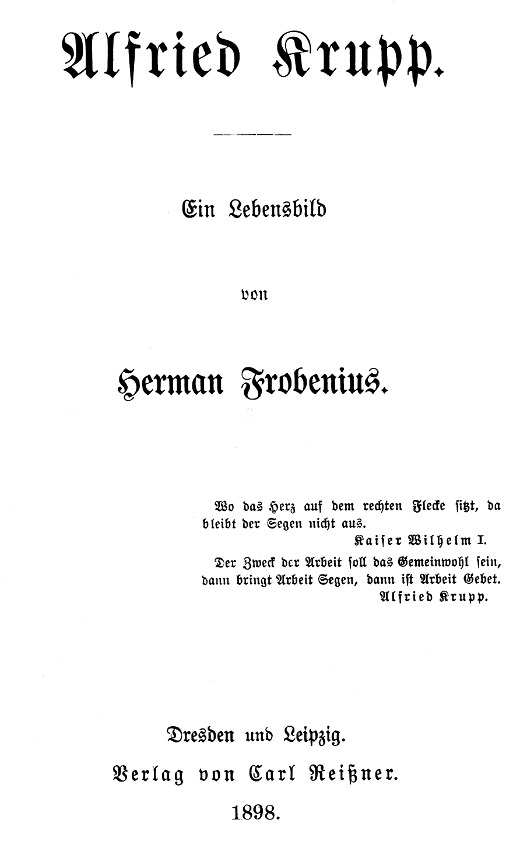 Alfried Krupp.
Ein Lebensbild
von
Herman Frobenius.
Wo das Herz auf dem rechten Flecke sitzt, da
bleibt der Segen nicht aus.
Kaiser Wilhelm I.
Der Zweck der Arbeit soll das Gemeinwohl sein,
dann bringt Arbeit Segen, dann ist Arbeit Gebet.
Alfried Krupp.
Dresden und Leipzig.
Verlag von Carl Reißner.
1898.